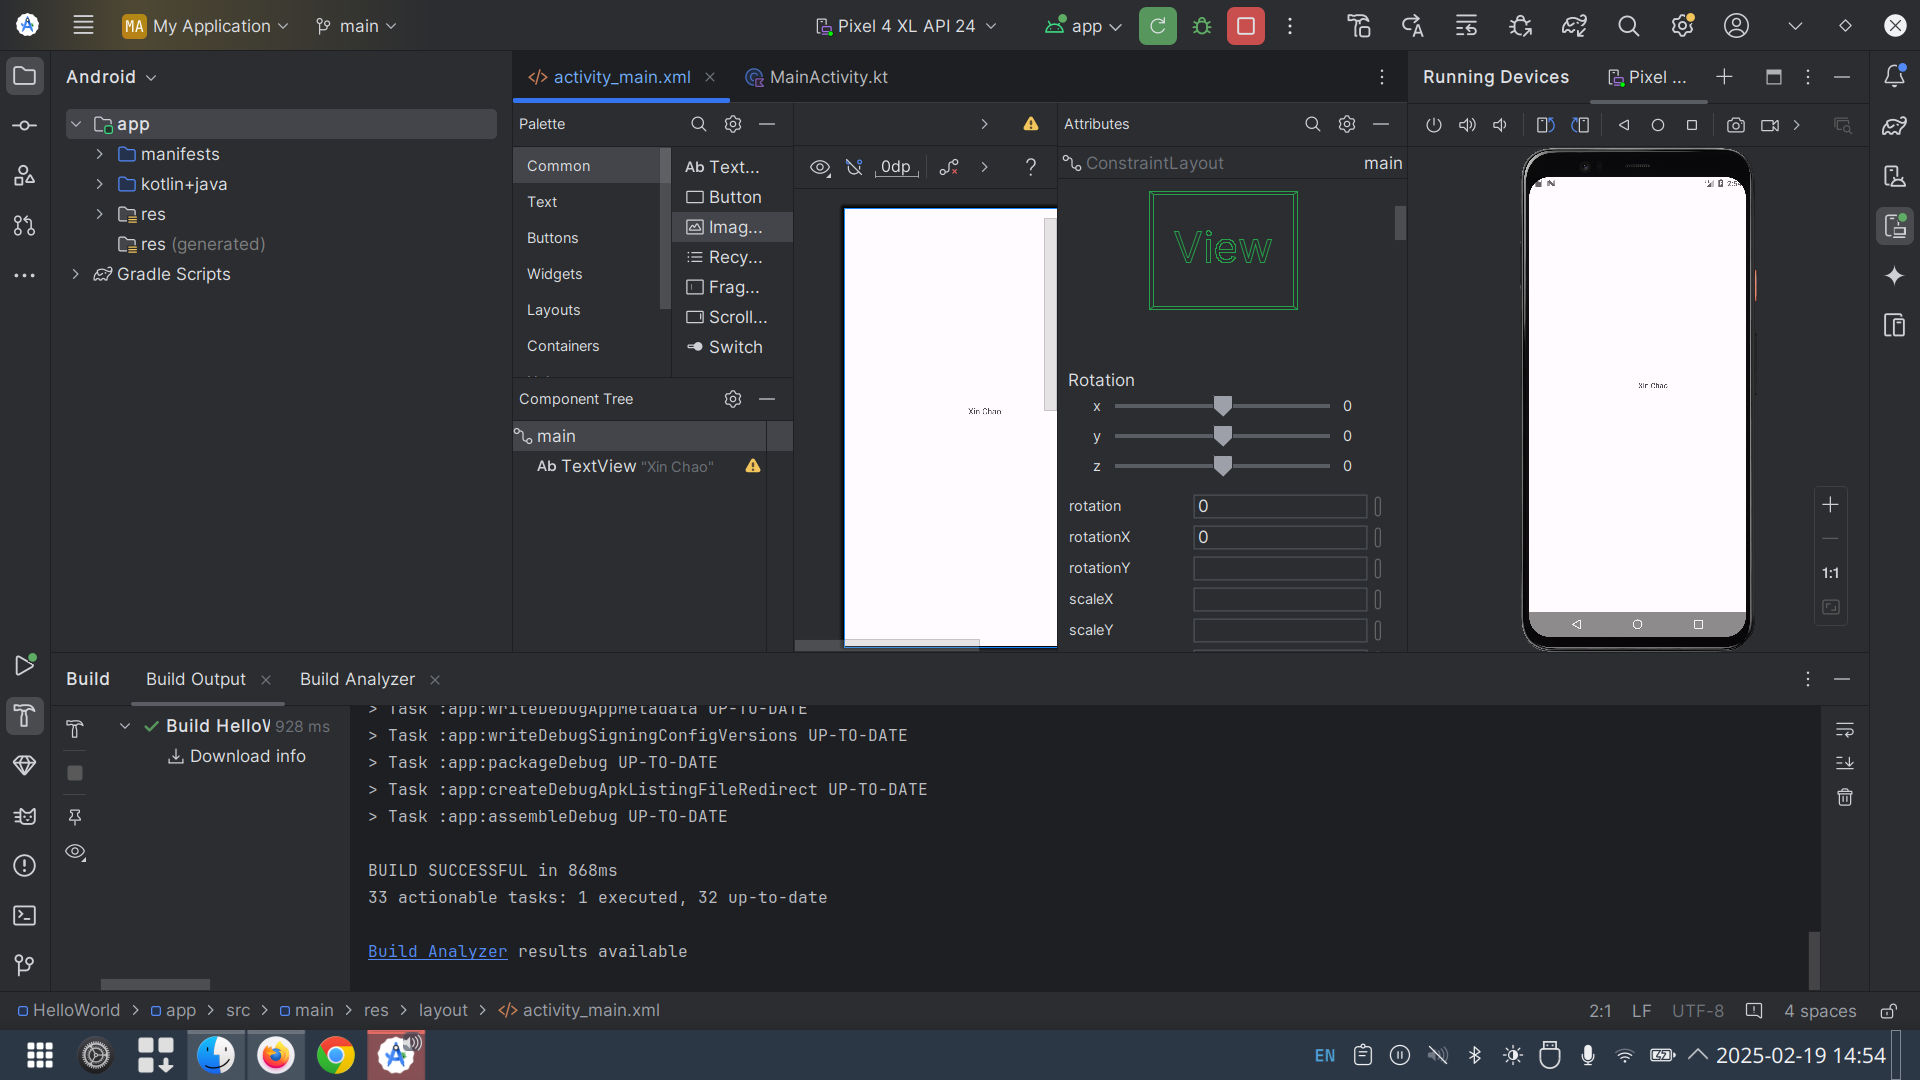 MA My Application main Pixel 4 XL API 24 app
Android
app
manifests
kotlin+java
res
res (generated)
Gradle Scripts
activity_main.xml MainActivity.kt
Palette
Common
Text
Buttons
Widgets
Layouts
Containers
Ab Text...
Button
Imag...
Recy...
Frag...
Scroll...
Switch
Component Tree
main
Ab TextView "Xin Chao"
0dp ?
Xin Chao
Attributes
ConstraintLayout main
View
Rotation
x 0
y 0
z 0
rotation 0
rotationX 0
rotationY
scaleX
scaleY
Running Devices Pixel ...
Xin Chao
1:1
Build Build Output Build Analyzer
Build HelloW 928 ms
Download info
> Task :app:writeDebugAppMetadata UP-TO-DATE
> Task :app:writeDebugSigningConfigVersions UP-TO-DATE
> Task :app:packageDebug UP-TO-DATE
> Task :app:createDebugApkListingFileRedirect UP-TO-DATE
> Task :app:assembleDebug UP-TO-DATE
BUILD SUCCESSFUL in 868ms
33 actionable tasks: 1 executed, 32 up-to-date
Build Analyzer results available
HelloWorld > app > src > main > res > layout > activity_main.xml
2:1 LF UTF-8 4 spaces
EN 2025-02-19 14:54